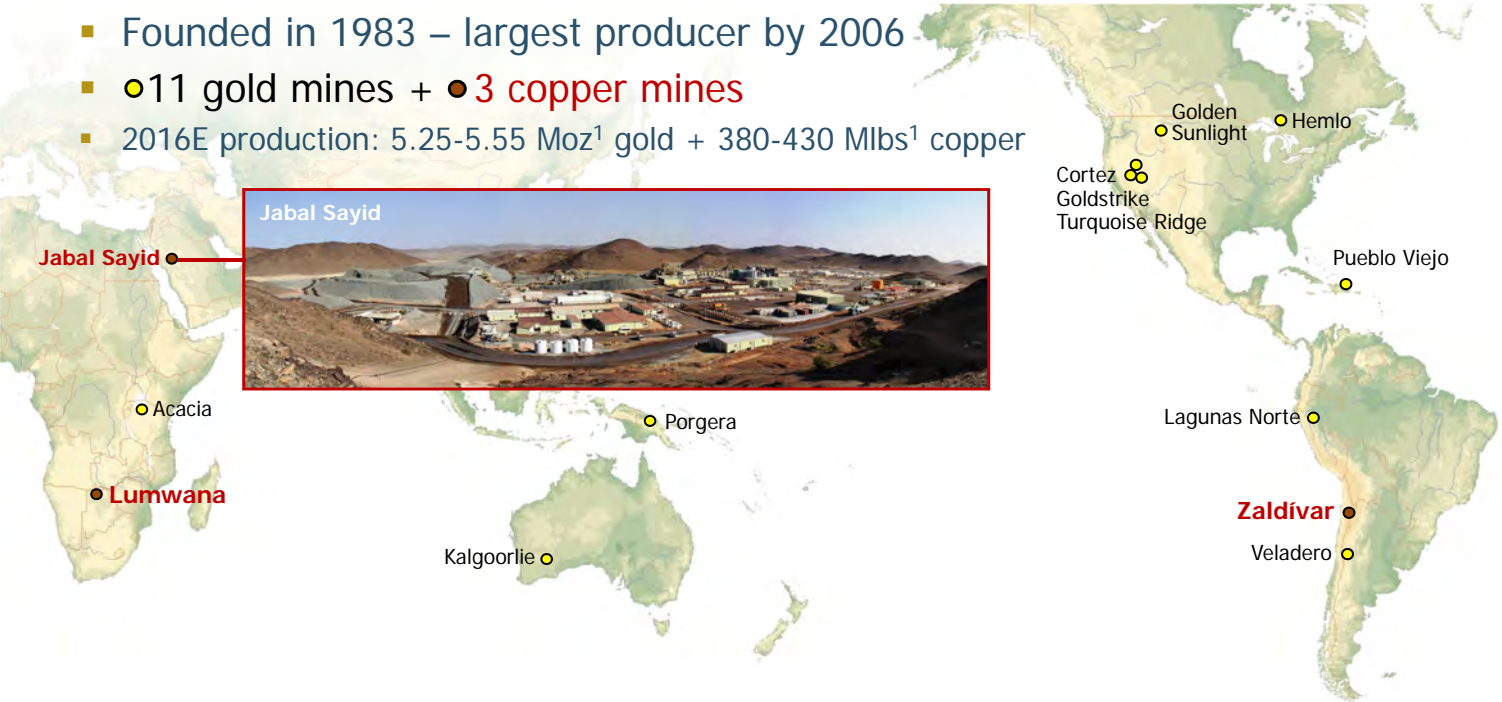 ▪ Founded in 1983 – largest producer by 2006
▪ 11 gold mines + 3 copper mines
▪ 2016E production: 5.25-5.55 Moz¹ gold + 380-430 Mlbs¹ copper
Golden
Sunlight
Hemlo
Cortez
Goldstrike
Turquoise Ridge
Jabal Sayid
Jabal Sayid
Pueblo Viejo
Acacia
Porgera
Lagunas Norte
Lumwana
Zaldívar
Kalgoorlie
Veladero